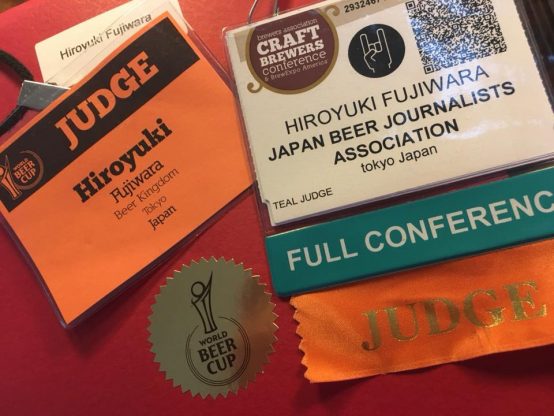 Hiroyuki Fujiwara
JUDGE
WORLD
BEER
CUP
Hiroyuki
Fujiwara
Beer Kingdom
Tokyo
Japan
brewers association
CRAFT
BREWERS
conference
& BrewExpo America
2932467
HIROYUKI FUJIWARA
JAPAN BEER JOURNALISTS
ASSOCIATION
tokyo Japan
TEAL JUDGE
FULL CONFERENC
JUDGE
WORLD
BEER
CUP